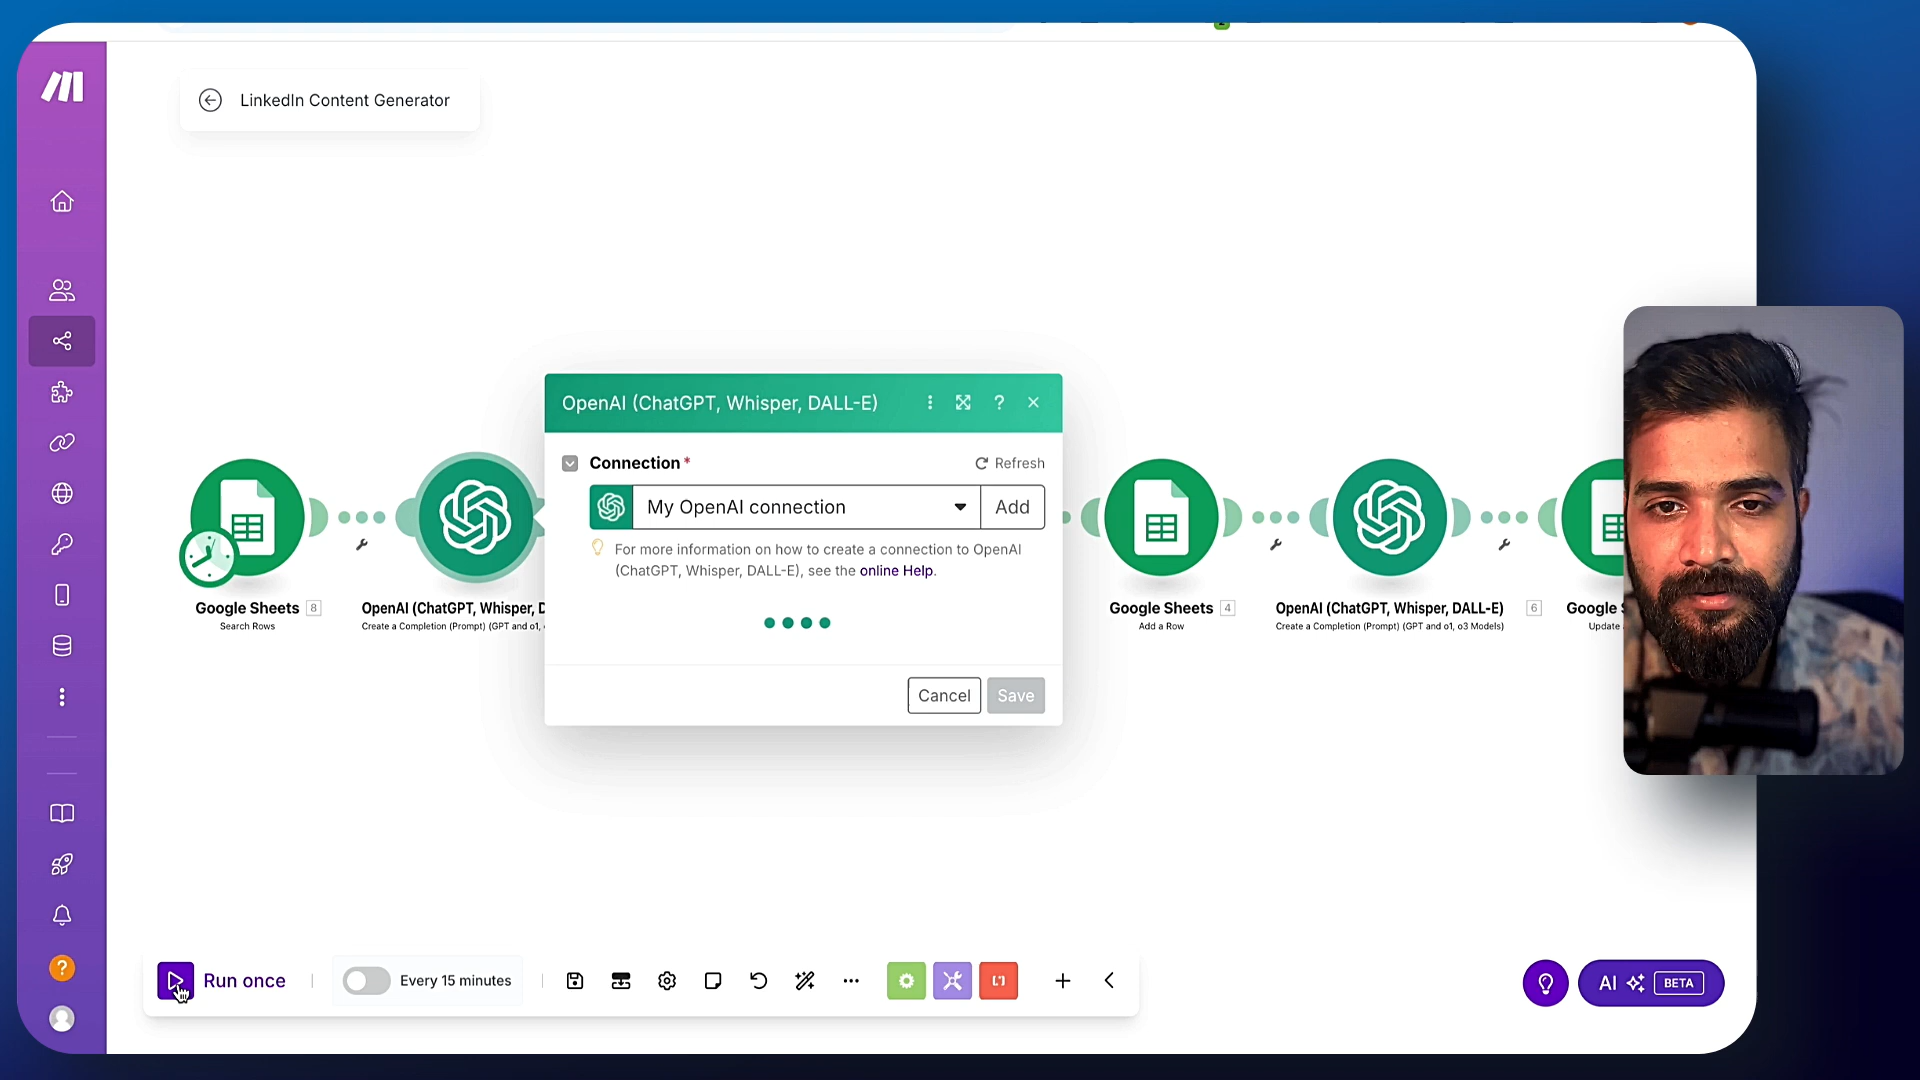 LinkedIn Content Generator
OpenAI (ChatGPT, Whisper, DALL-E)
?
Connection *
Refresh
My OpenAI connection
Add
For more information on how to create a connection to OpenAI
(ChatGPT, Whisper, DALL-E), see the online Help.
Cancel
Save
Google Sheets 8
Search Rows
OpenAI (ChatGPT, Whisper, D
Create a Completion (Prompt) (GPT and o1,
Google Sheets 4
Add a Row
OpenAI (ChatGPT, Whisper, DALL-E) 6
Create a Completion (Prompt) (GPT and o1, o3 Models)
Google S
Update
?
Run once
Every 15 minutes
AI BETA